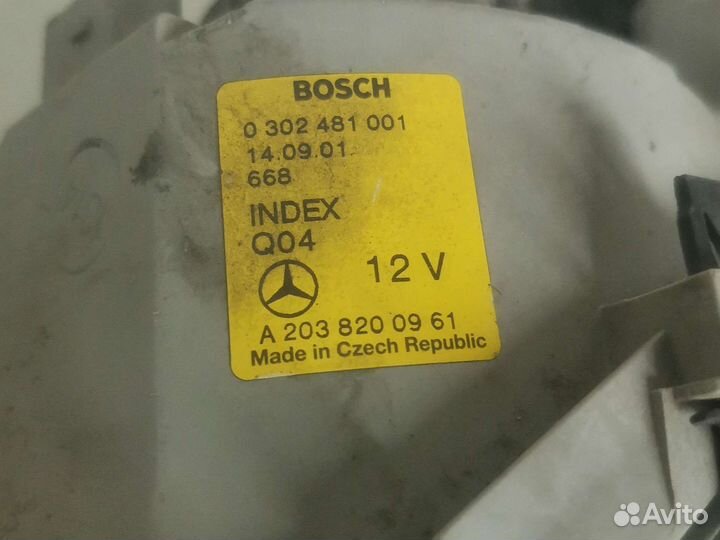 BOSCH
0 302 481 001
14.09.01
668
INDEX
Q04
12 V
A 203 820 09 61
Made in Czech Republic
Avito